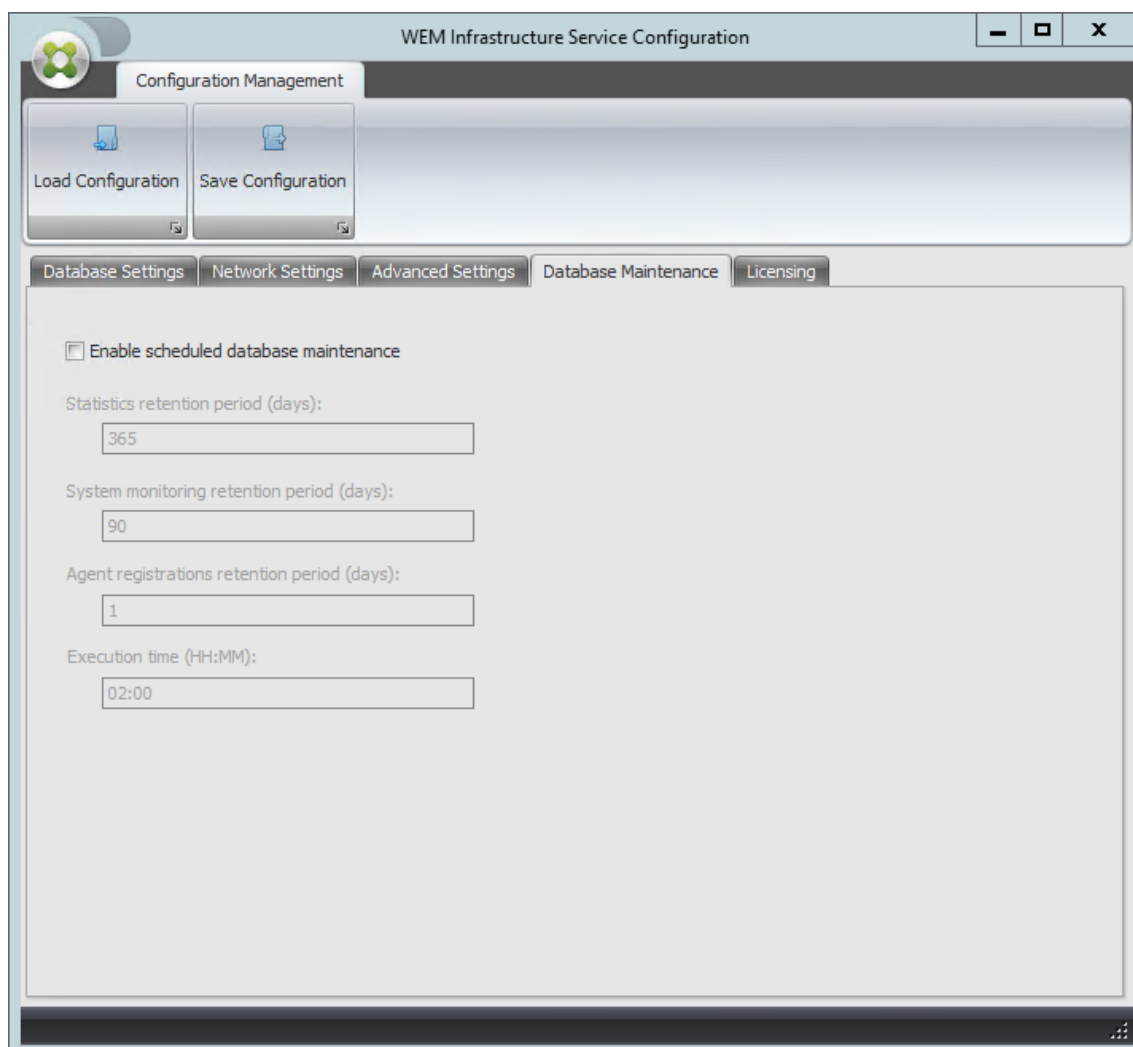 WEM Infrastructure Service Configuration
Configuration Management
Load Configuration
Save Configuration
Database Settings
Network Settings
Advanced Settings
Database Maintenance
Licensing
Enable scheduled database maintenance
Statistics retention period (days):
365
System monitoring retention period (days):
90
Agent registrations retention period (days):
1
Execution time (HH:MM):
02:00